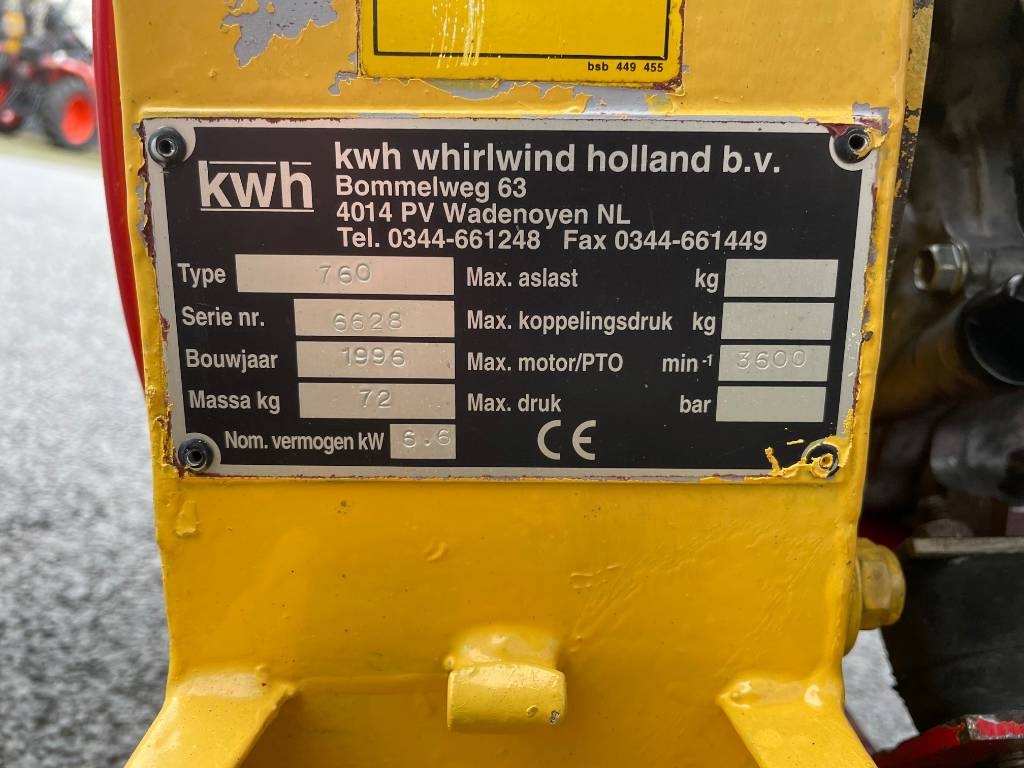 bsb 449 455
kwh
kwh whirlwind holland b.v.
Bommelweg 63
4014 PV Wadenoyen NL
Tel. 0344-661248 Fax 0344-661449
Type 760 Max. aslast kg
Serie nr. 6628 Max. koppelingsdruk kg
Bouwjaar 1996 Max. motor/PTO min-1 3600
Massa kg 72 Max. druk bar
Nom. vermogen kW 6.6 CE